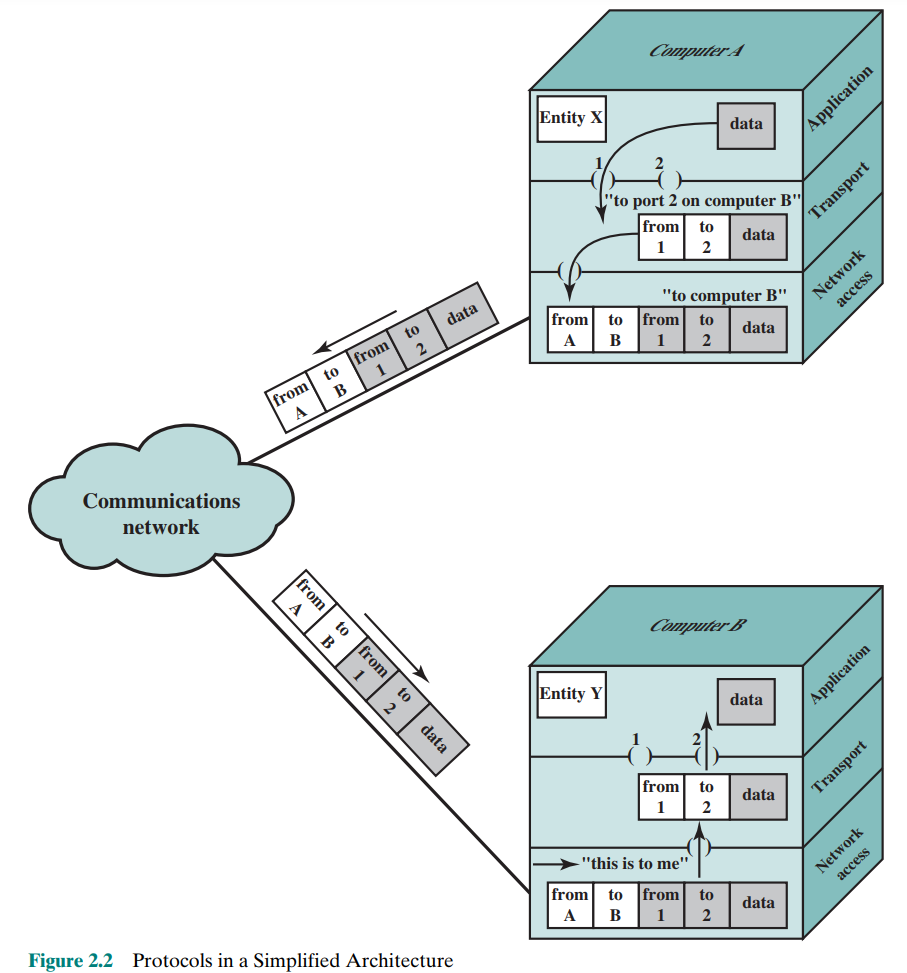 Computer A
Entity X
data
Application
1 2
"to port 2 on computer B"
from to data
1 2
Transport
"to computer B"
from to from to data
A B 1 2
Network
access
from to from to data
A B 1 2
Communications
network
from to from to data
A B 1 2
Computer B
Entity Y
data
Application
1 2
from to data
1 2
Transport
"this is to me"
from to from to data
A B 1 2
Network
access
Figure 2.2 Protocols in a Simplified Architecture